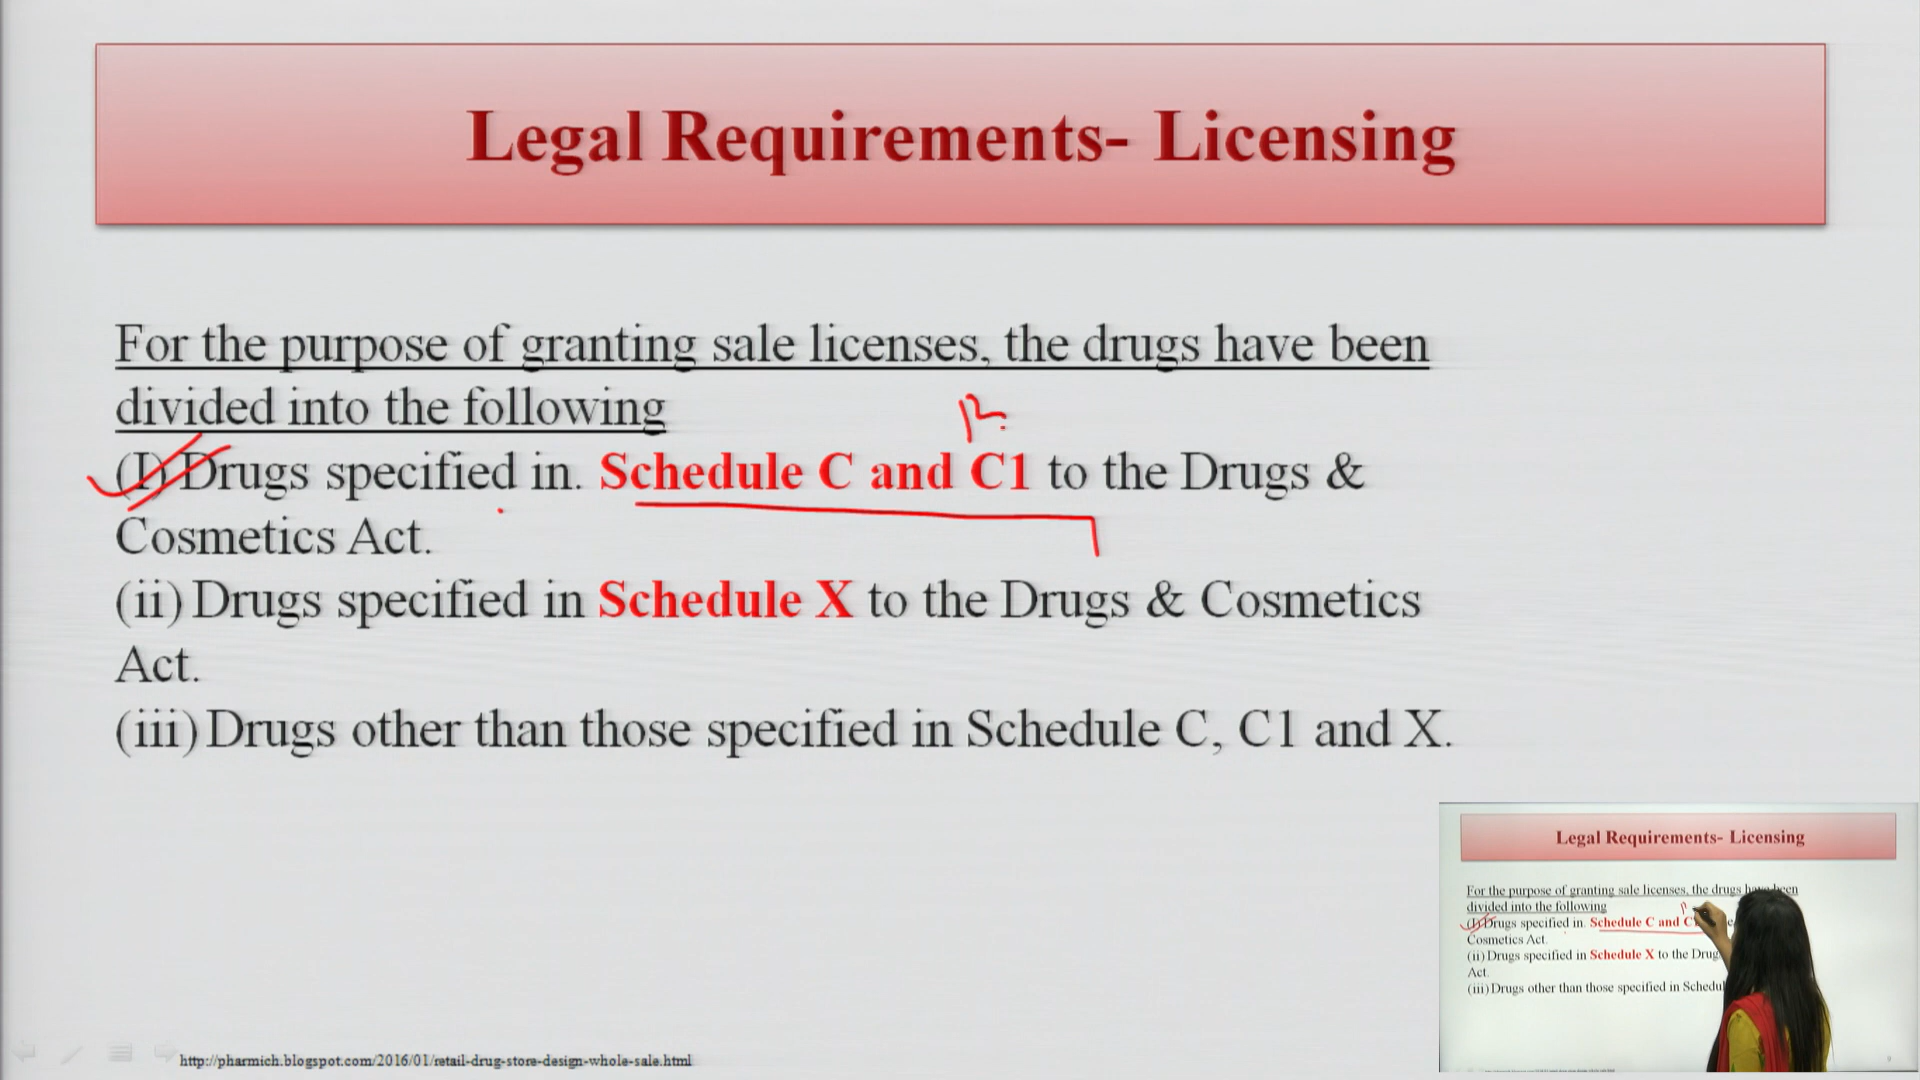 Legal Requirements- Licensing
For the purpose of granting sale licenses, the drugs have been
divided into the following
(I) Drugs specified in. Schedule C and C1 to the Drugs &
Cosmetics Act.
(ii) Drugs specified in Schedule X to the Drugs & Cosmetics
Act.
(iii) Drugs other than those specified in Schedule C, C1 and X.
http://pharmich.blogspot.com/2016/01/retail-drug-store-design-whole-sale.html
Legal Requirements- Licensing
For the purpose of granting sale licenses, the drugs have been
divided into the following
(I) Drugs specified in. Schedule C and C
Cosmetics Act.
(ii) Drugs specified in Schedule X to the Drug
Act.
(iii) Drugs other than those specified in Schedu